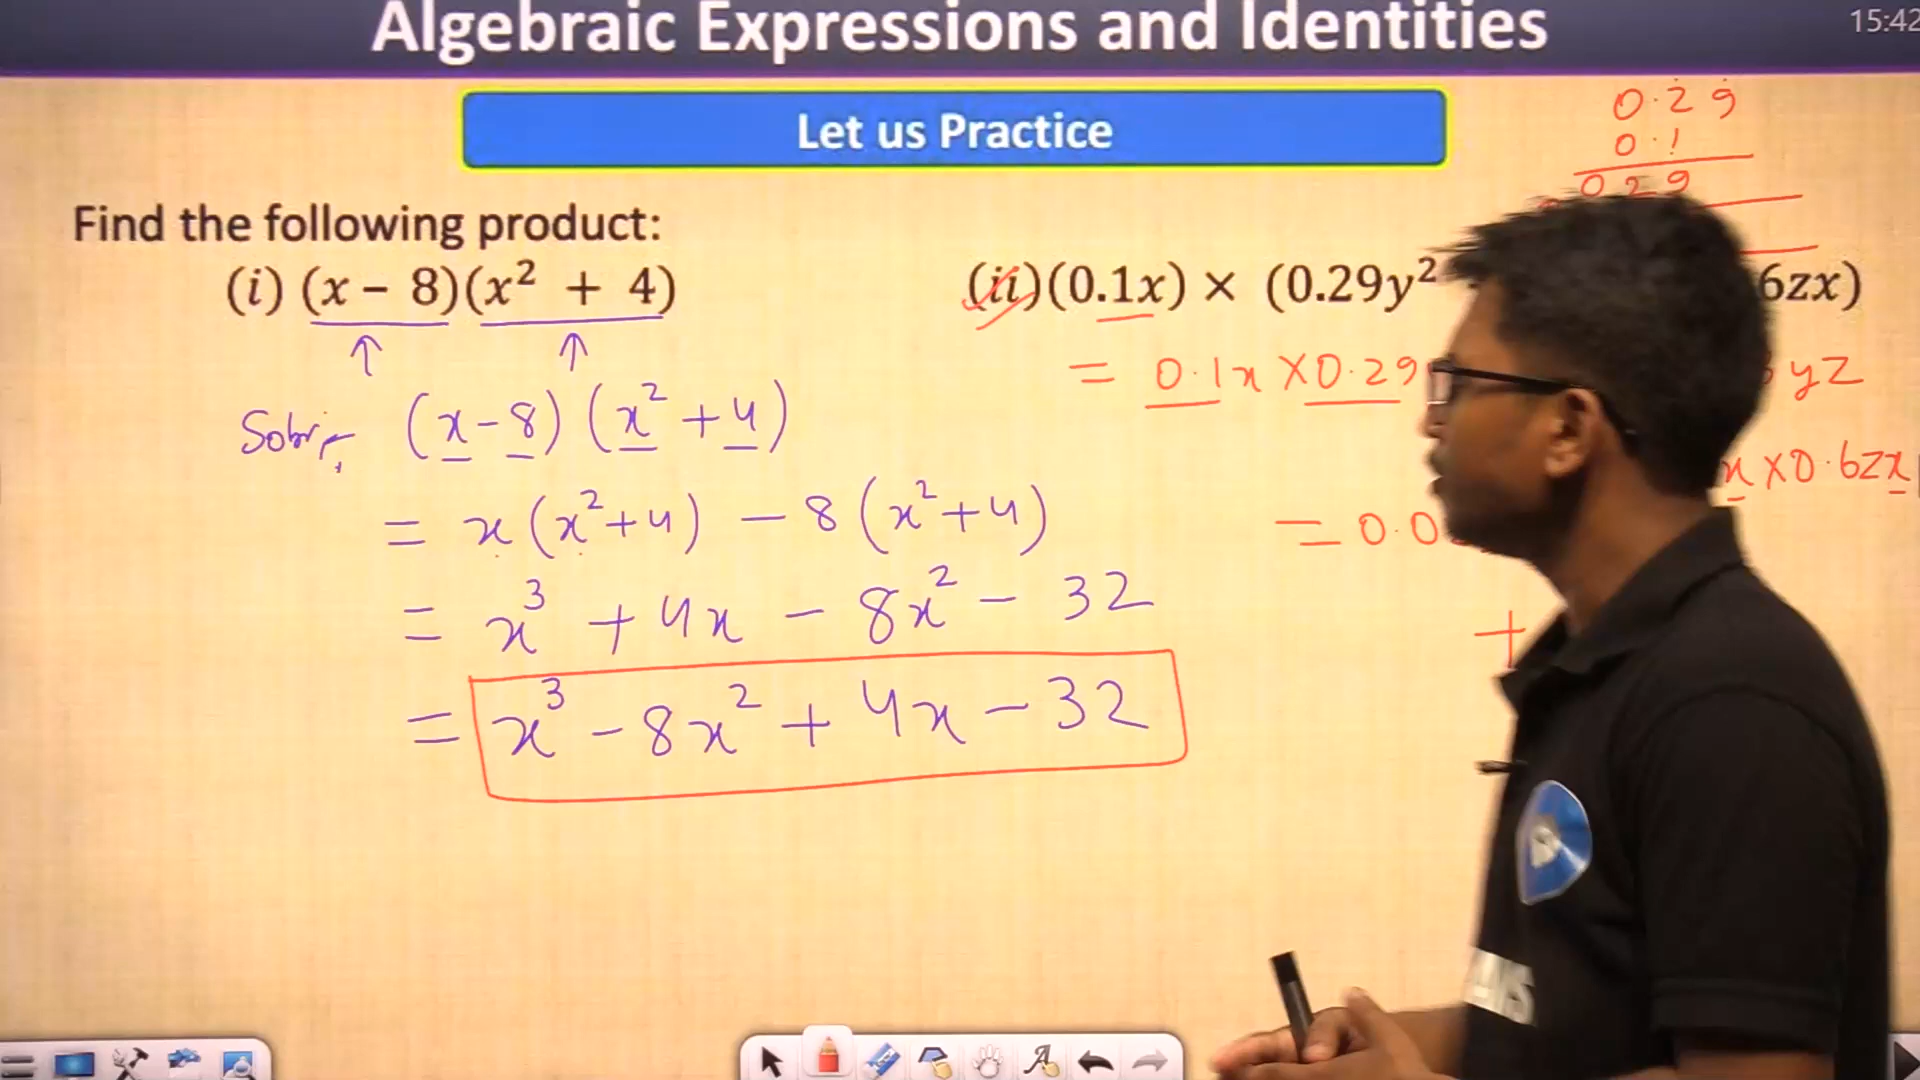 Algebraic Expressions and Identities
15:42
Let us Practice
0.29
0.1
029
Find the following product:
(i) (x – 8)(x² + 4)
(ii)(0.1x) × (0.29y²
6zx)
= 0.1x × 0.29
yz
(x-8) (x²+4)
x × 0.6zx
= x(x²+4) - 8(x²+4)
= 0.0
= x³ + 4x - 8x² - 32
+
= x³ - 8x² + 4x - 32